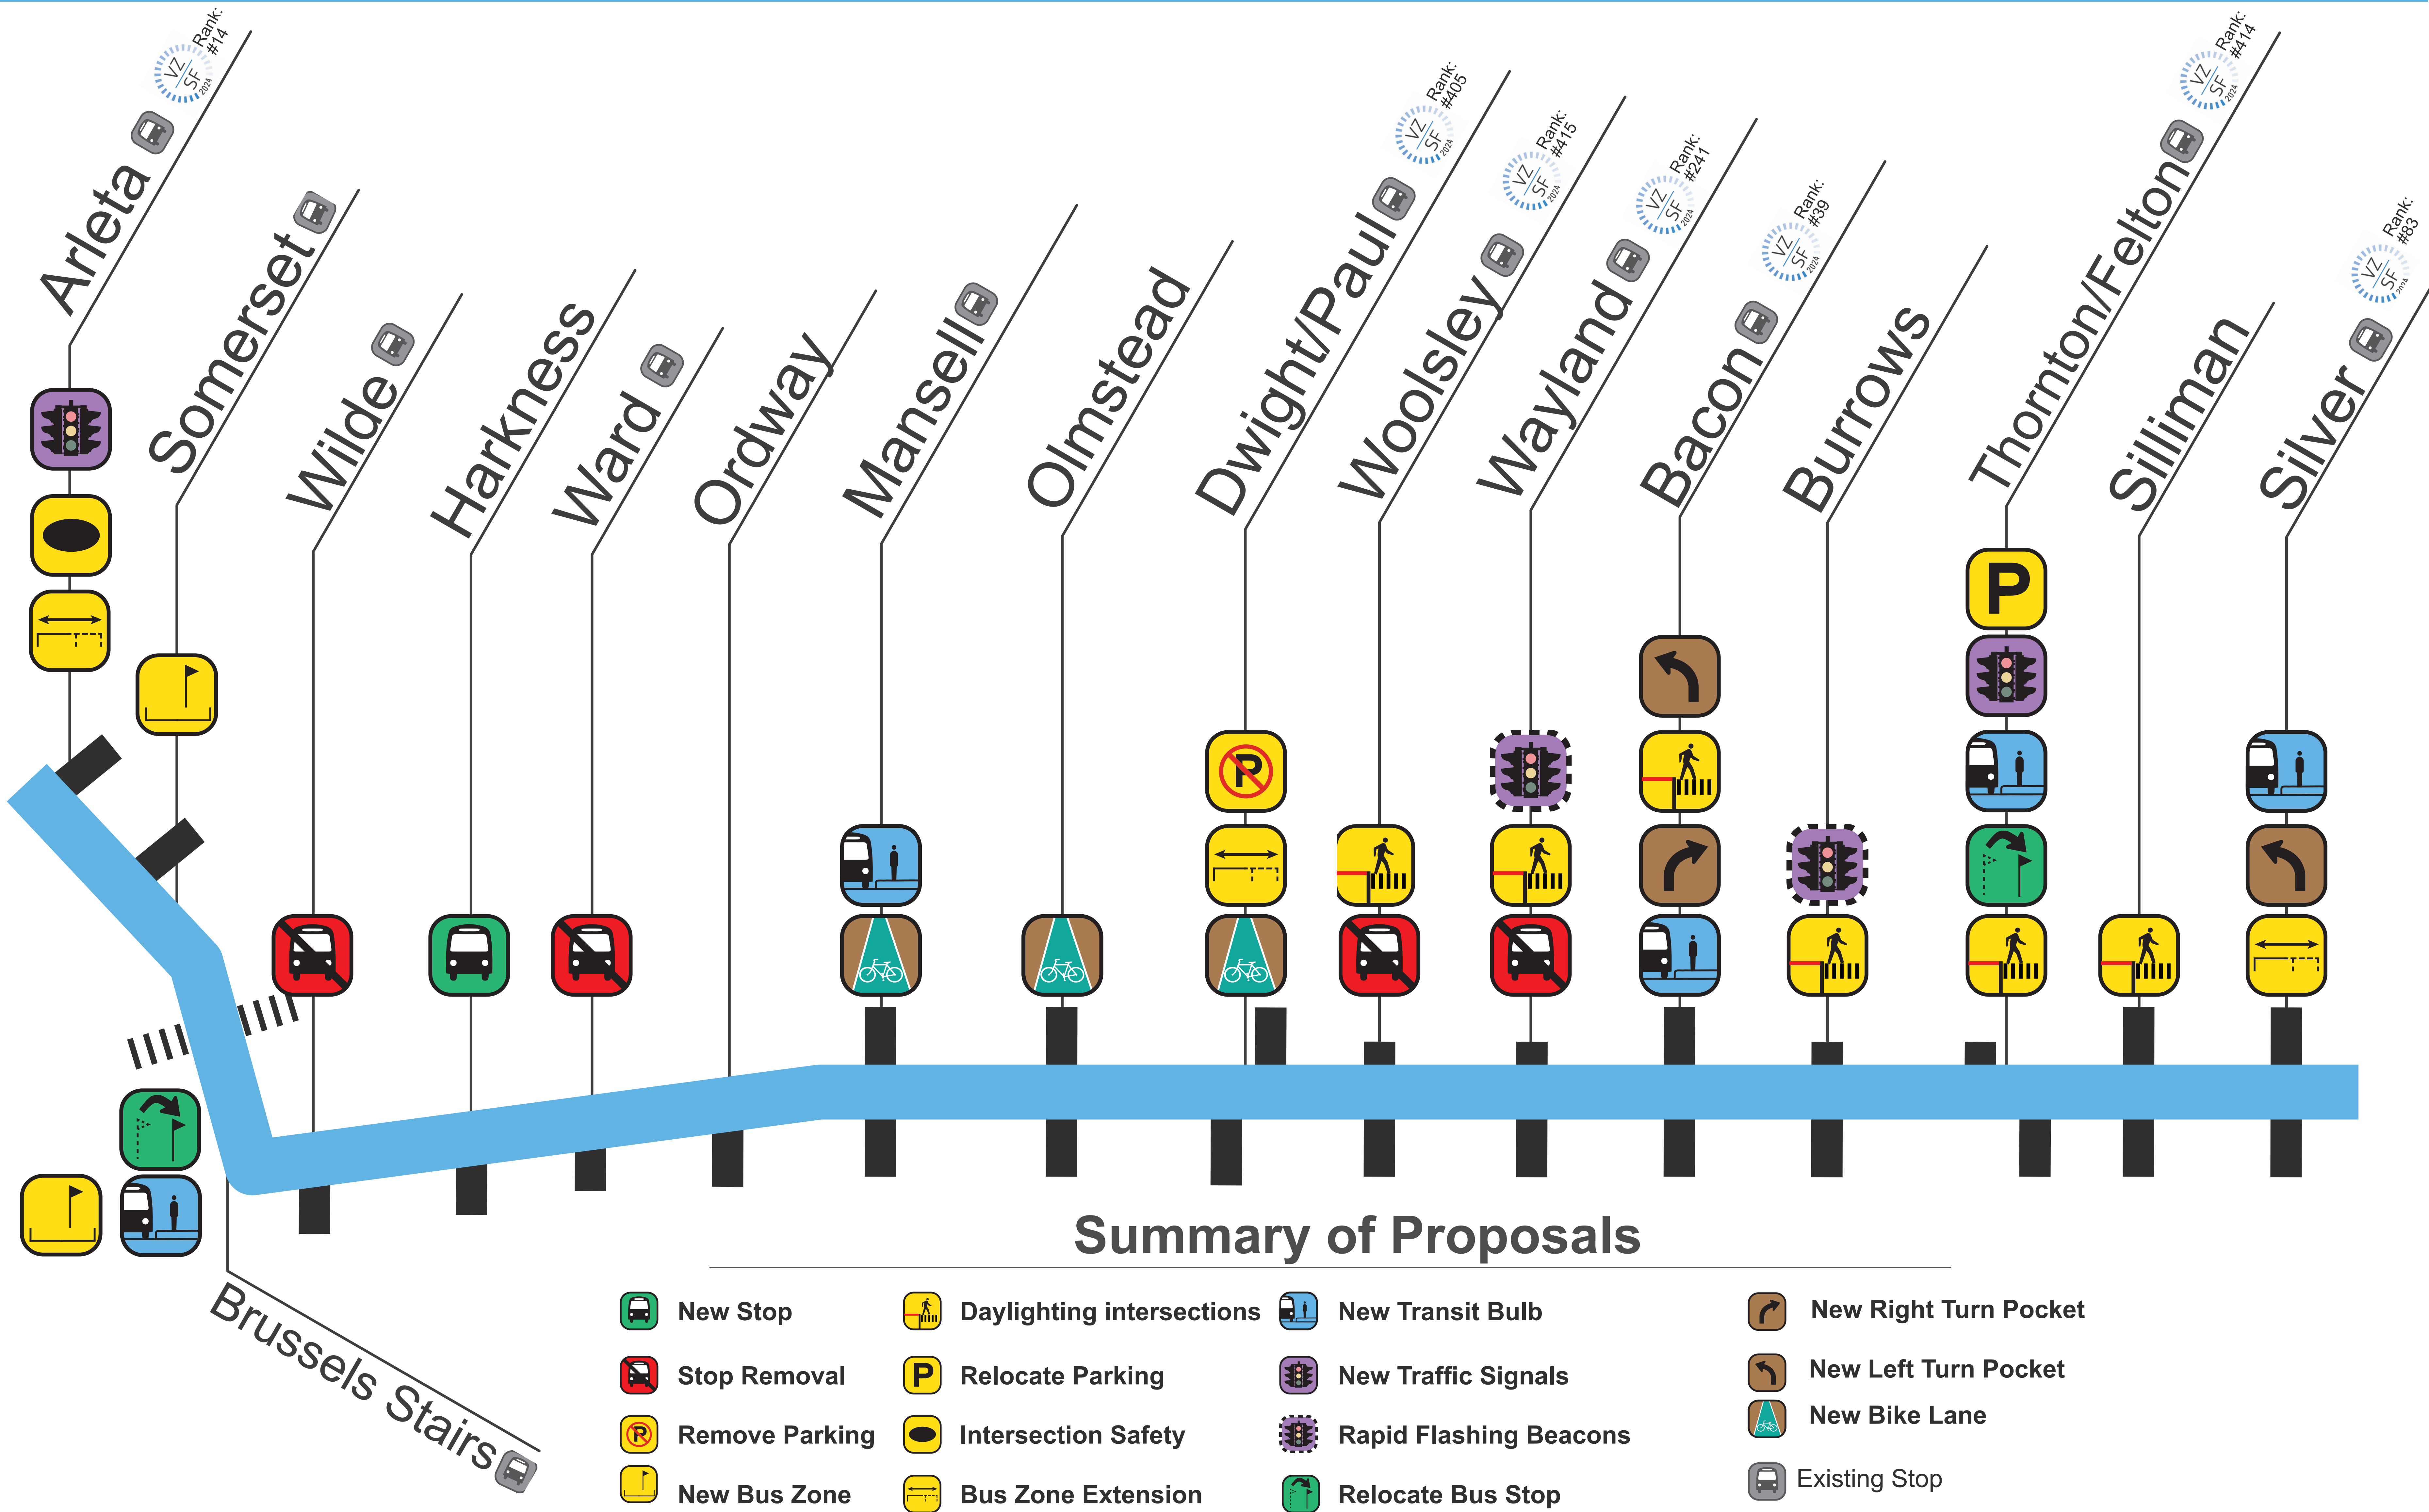 Arleta
VZ
SF
2024
Rank:
#14
Somerset
Wilde
Harkness
Ward
Ordway
Mansell
Olmstead
Dwight/Paul
VZ
SF
2024
Rank:
#405
Woolsley
VZ
SF
2024
Rank:
#415
Wayland
VZ
SF
2024
Rank:
#241
Bacon
VZ
SF
2024
Rank:
#39
Burrows
Thornton/Felton
VZ
SF
2024
Rank:
#414
Silliman
Silver
VZ
SF
2024
Rank:
#83
P
P
Brussels Stairs
Summary of Proposals
New Stop
Stop Removal
P
Remove Parking
New Bus Zone
Daylighting intersections
P
Relocate Parking
Intersection Safety
Bus Zone Extension
New Transit Bulb
New Traffic Signals
Rapid Flashing Beacons
Relocate Bus Stop
New Right Turn Pocket
New Left Turn Pocket
New Bike Lane
Existing Stop